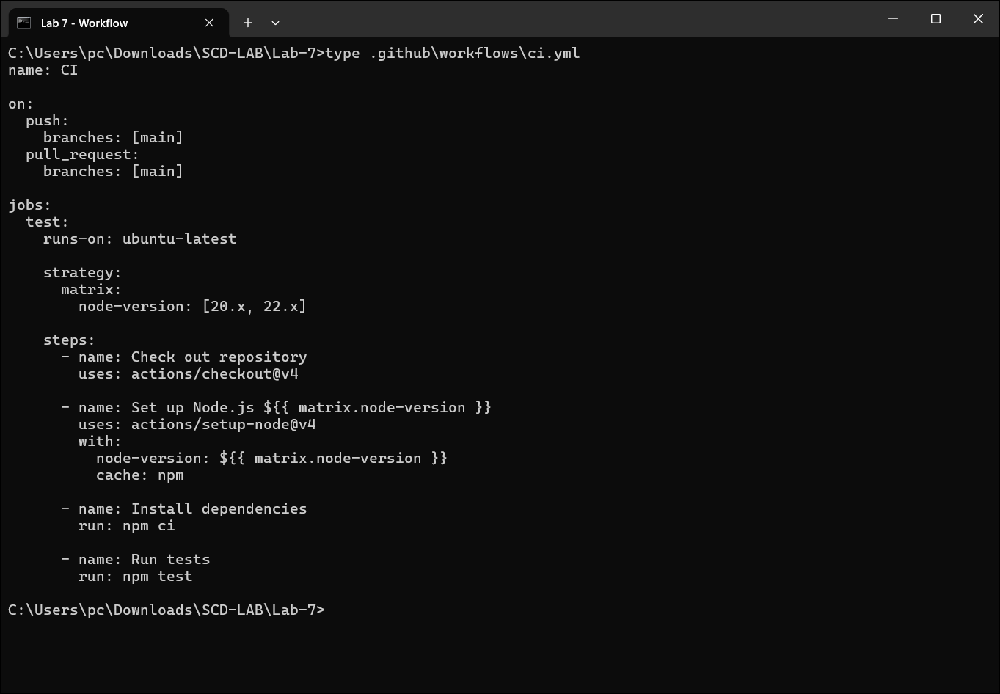 Lab 7 - Workflow
C:\Users\pc\Downloads\SCD-LAB\Lab-7>type .github\workflows\ci.yml
name: CI

on:
  push:
    branches: [main]
  pull_request:
    branches: [main]

jobs:
  test:
    runs-on: ubuntu-latest

    strategy:
      matrix:
        node-version: [20.x, 22.x]

    steps:
      - name: Check out repository
        uses: actions/checkout@v4

      - name: Set up Node.js ${{ matrix.node-version }}
        uses: actions/setup-node@v4
        with:
          node-version: ${{ matrix.node-version }}
          cache: npm

      - name: Install dependencies
        run: npm ci

      - name: Run tests
        run: npm test

C:\Users\pc\Downloads\SCD-LAB\Lab-7>